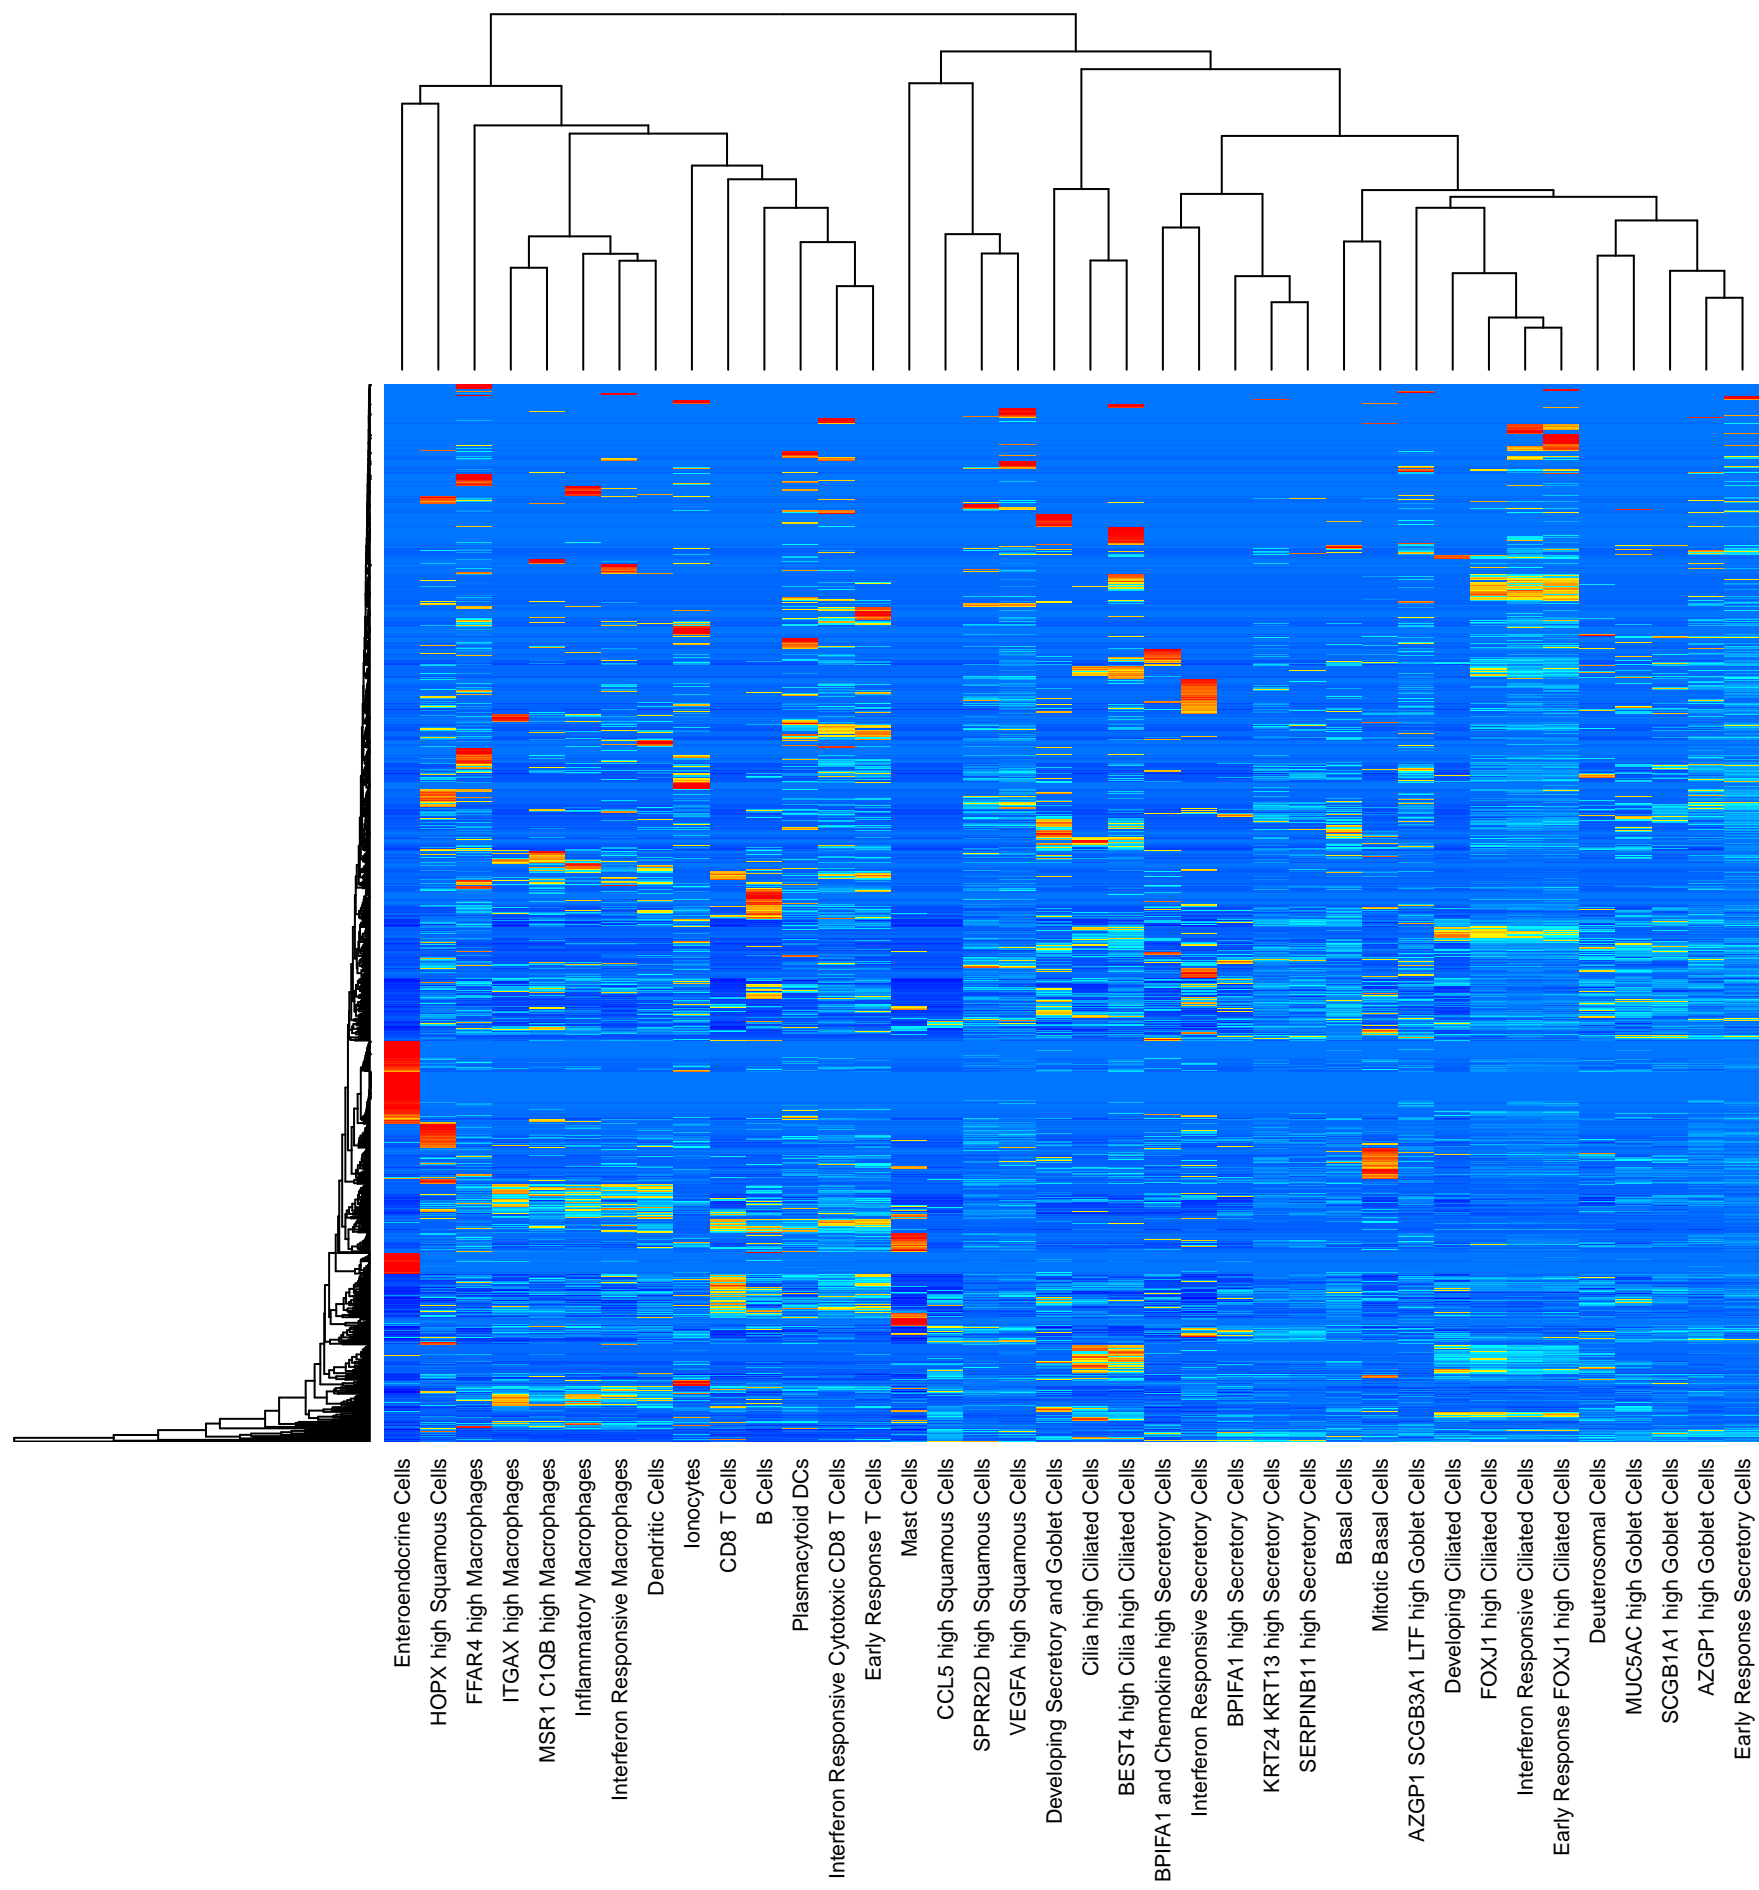 Enteroendocrine Cells
HOPX high Squamous Cells
FFAR4 high Macrophages
ITGAX high Macrophages
MSR1 C1QB high Macrophages
Inflammatory Macrophages
Interferon Responsive Macrophages
Dendritic Cells
Ionocytes
CD8 T Cells
B Cells
Plasmacytoid DCs
Interferon Responsive Cytotoxic CD8 T Cells
Early Response T Cells
Mast Cells
CCL5 high Squamous Cells
SPRR2D high Squamous Cells
VEGFA high Squamous Cells
Developing Secretory and Goblet Cells
Cilia high Ciliated Cells
BEST4 high Cilia high Ciliated Cells
BPIFA1 and Chemokine high Secretory Cells
Interferon Responsive Secretory Cells
BPIFA1 high Secretory Cells
KRT24 KRT13 high Secretory Cells
SERPINB11 high Secretory Cells
Basal Cells
Mitotic Basal Cells
AZGP1 SCGB3A1 LTF high Goblet Cells
Developing Ciliated Cells
FOXJ1 high Ciliated Cells
Interferon Responsive Ciliated Cells
Early Response FOXJ1 high Ciliated Cells
Deuterosomal Cells
MUC5AC high Goblet Cells
SCGB1A1 high Goblet Cells
AZGP1 high Goblet Cells
Early Response Secretory Cells